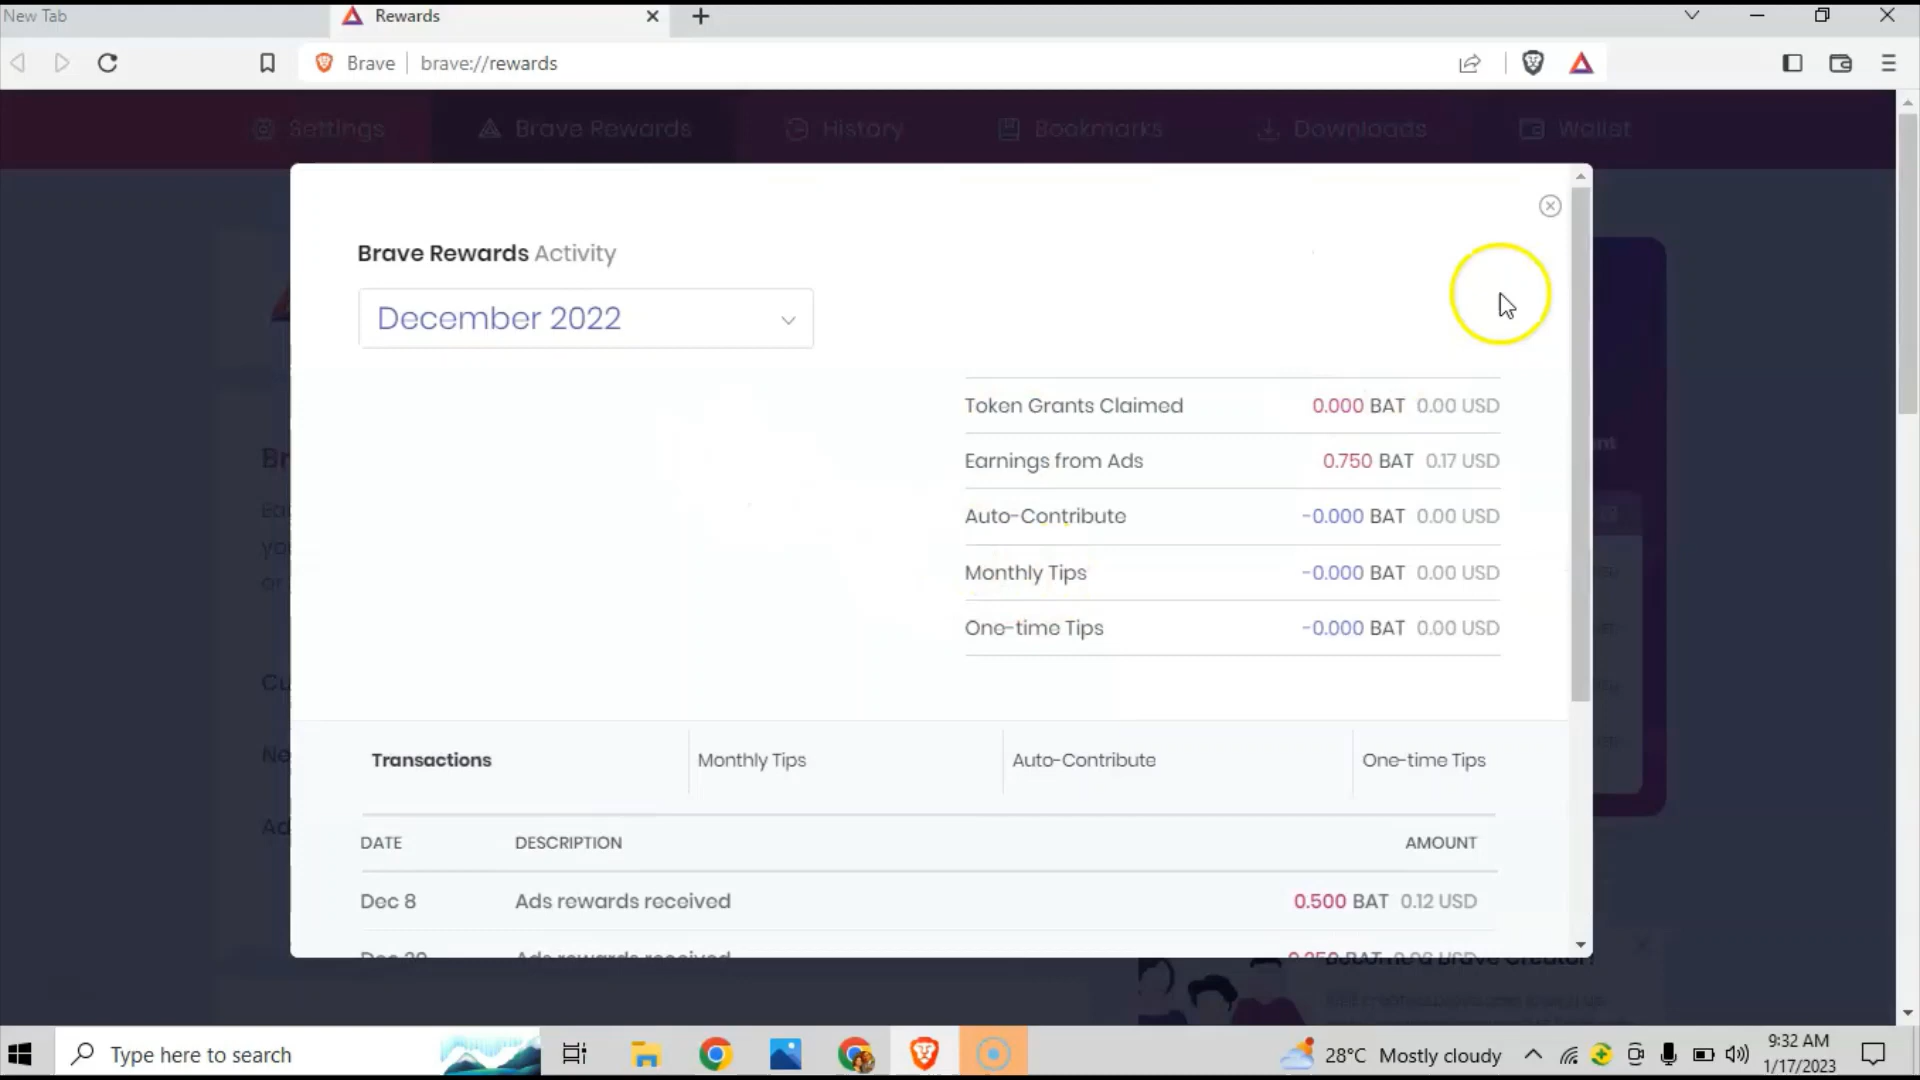 New Tab
Rewards
Brave
brave://rewards
Settings
Brave Rewards
History
Bookmarks
Downloads
Wallet
Brave Rewards Activity
December 2022
Token Grants Claimed 0.000 BAT 0.00 USD
Earnings from Ads 0.750 BAT 0.17 USD
Auto-Contribute -0.000 BAT 0.00 USD
Monthly Tips -0.000 BAT 0.00 USD
One-time Tips -0.000 BAT 0.00 USD
Transactions
Monthly Tips
Auto-Contribute
One-time Tips
DATE DESCRIPTION AMOUNT
Dec 8 Ads rewards received 0.500 BAT 0.12 USD
Type here to search
28°C Mostly cloudy
9:32 AM
1/17/2023